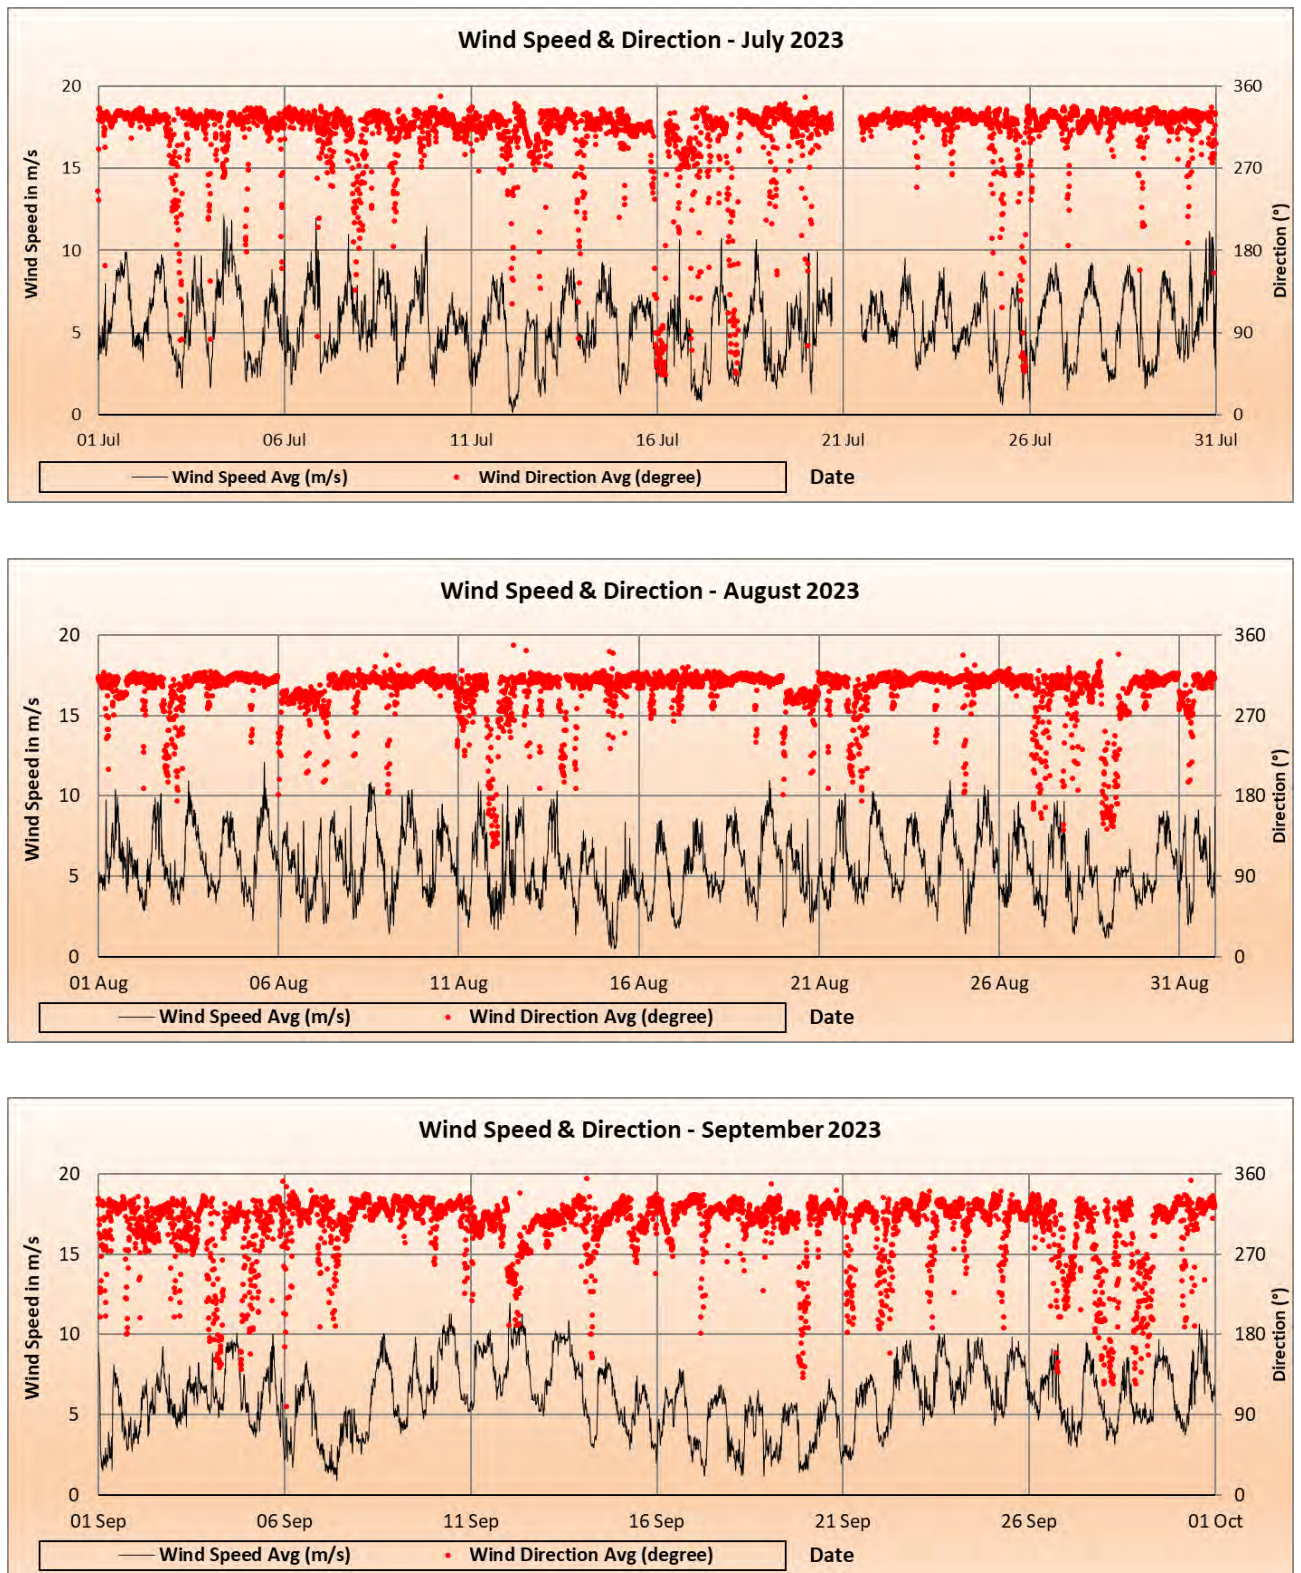 Wind Speed & Direction - July 2023
20 360
15 270
10 180
5 90
0 0
Wind Speed in m/s
Direction (°)
01 Jul 06 Jul 11 Jul 16 Jul 21 Jul 26 Jul 31 Jul
Wind Speed Avg (m/s) Wind Direction Avg (degree) Date
Wind Speed & Direction - August 2023
20 360
15 270
10 180
5 90
0 0
Wind Speed in m/s
Direction (°)
01 Aug 06 Aug 11 Aug 16 Aug 21 Aug 26 Aug 31 Aug
Wind Speed Avg (m/s) Wind Direction Avg (degree) Date
Wind Speed & Direction - September 2023
20 360
15 270
10 180
5 90
0 0
Wind Speed in m/s
Direction (°)
01 Sep 06 Sep 11 Sep 16 Sep 21 Sep 26 Sep 01 Oct
Wind Speed Avg (m/s) Wind Direction Avg (degree) Date